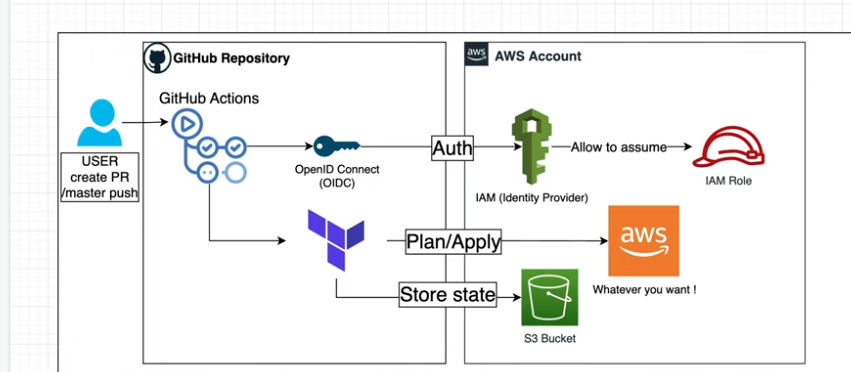 GitHub Repository
aws
AWS Account
GitHub Actions
USER
create PR
/master push
OpenID Connect
(OIDC)
Auth
IAM (Identity Provider)
Allow to assume
IAM Role
Plan/Apply
aws
Whatever you want !
Store state
S3 Bucket